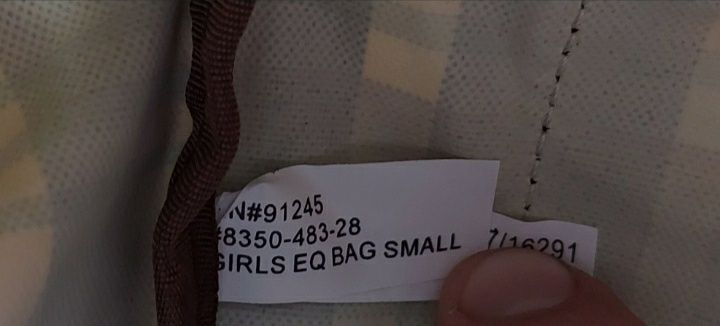 N#91245
#8350-483-28
GIRLS EQ BAG SMALL
7/16291